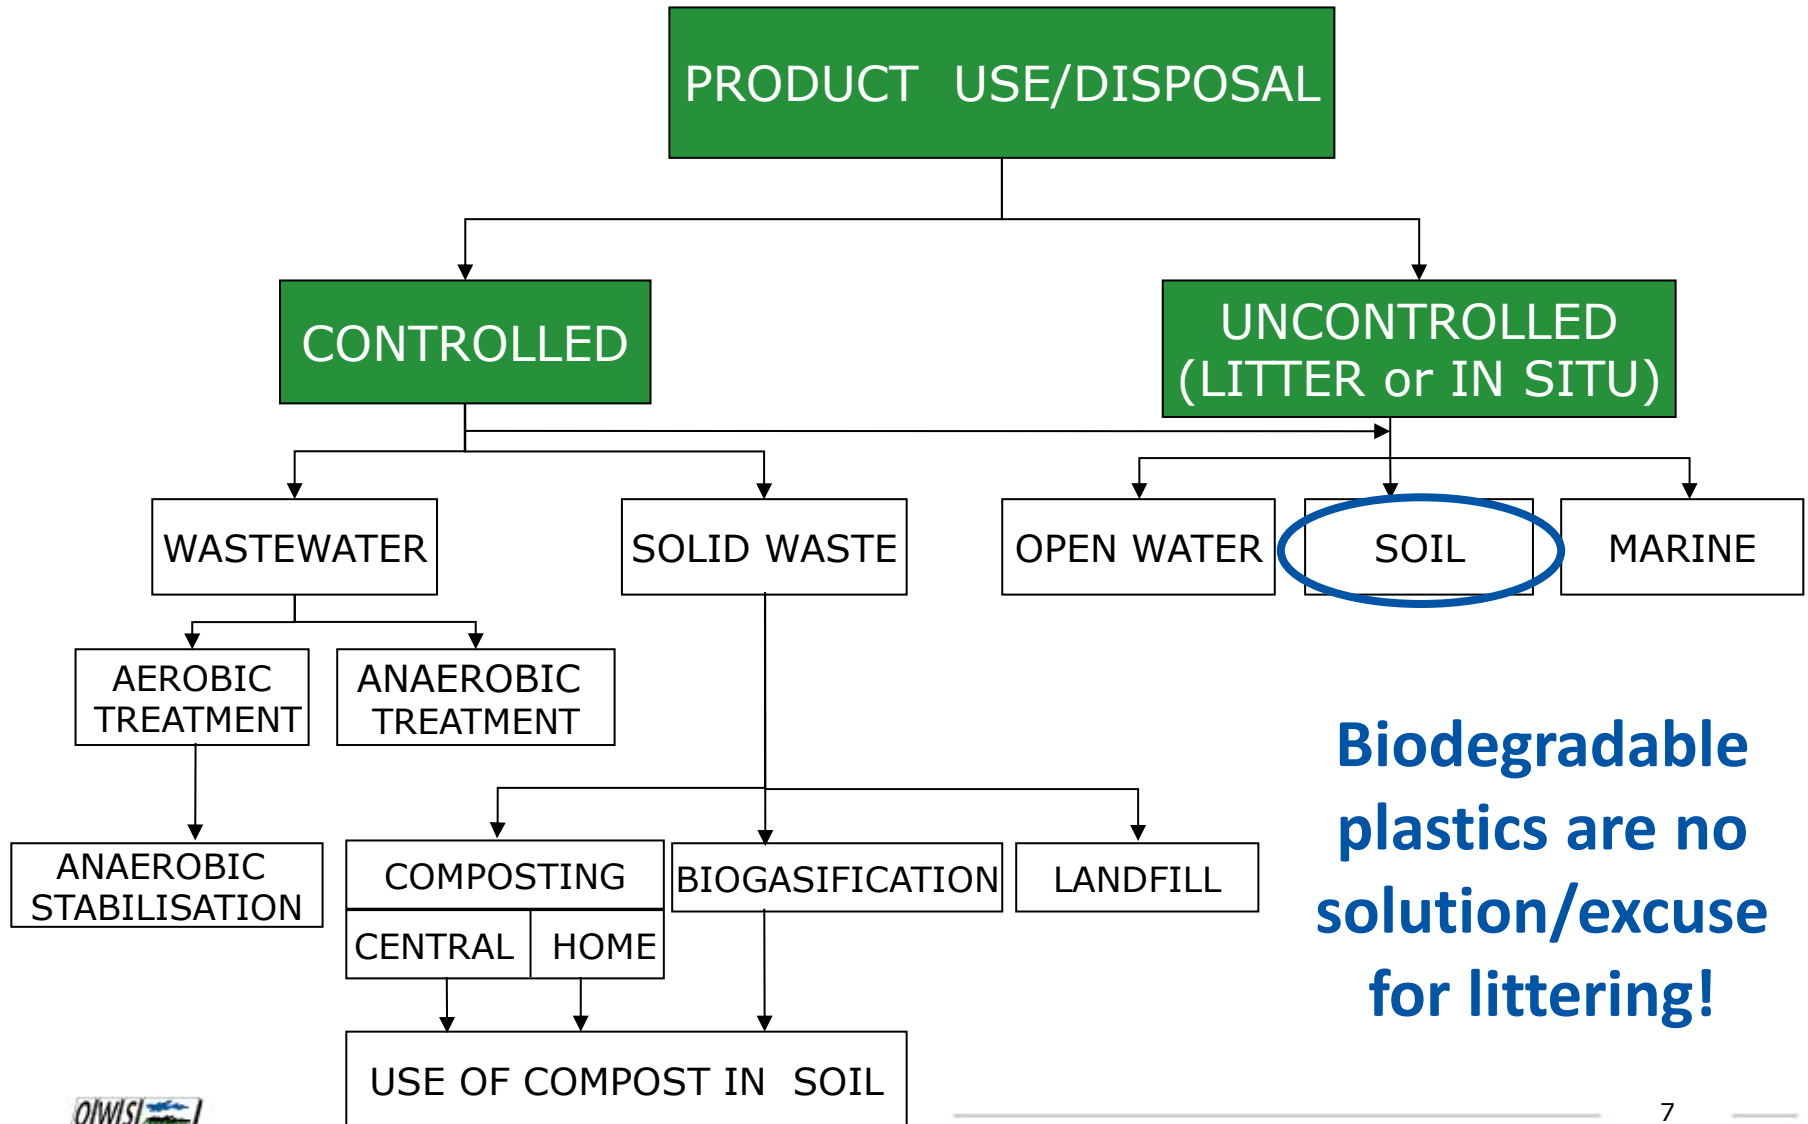 PRODUCT USE/DISPOSAL
CONTROLLED
UNCONTROLLED
(LITTER or IN SITU)
WASTEWATER
SOLID WASTE
OPEN WATER
SOIL
MARINE
AEROBIC
TREATMENT
ANAEROBIC
TREATMENT
Biodegradable
plastics are no
solution/excuse
for littering!
ANAEROBIC
STABILISATION
COMPOSTING
BIOGASIFICATION
LANDFILL
CENTRAL
HOME
USE OF COMPOST IN SOIL
OWS
7